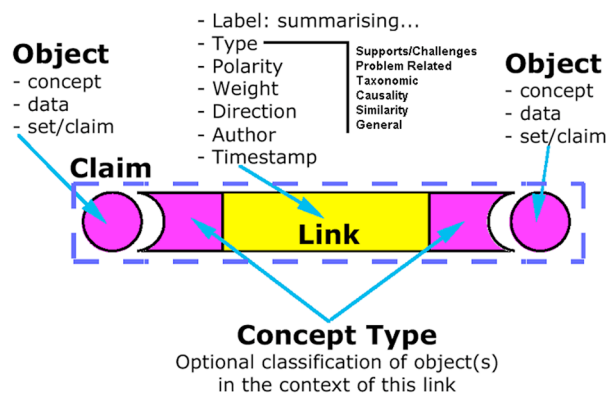 Object
- concept
- data
- set/claim
- Label: summarising...
- Type
- Polarity
- Weight
- Direction
- Author
- Timestamp
Supports/Challenges
Problem Related
Taxonomic
Causality
Similarity
General
Object
- concept
- data
- set/claim
Claim
Link
Concept Type
Optional classification of object(s)
in the context of this link